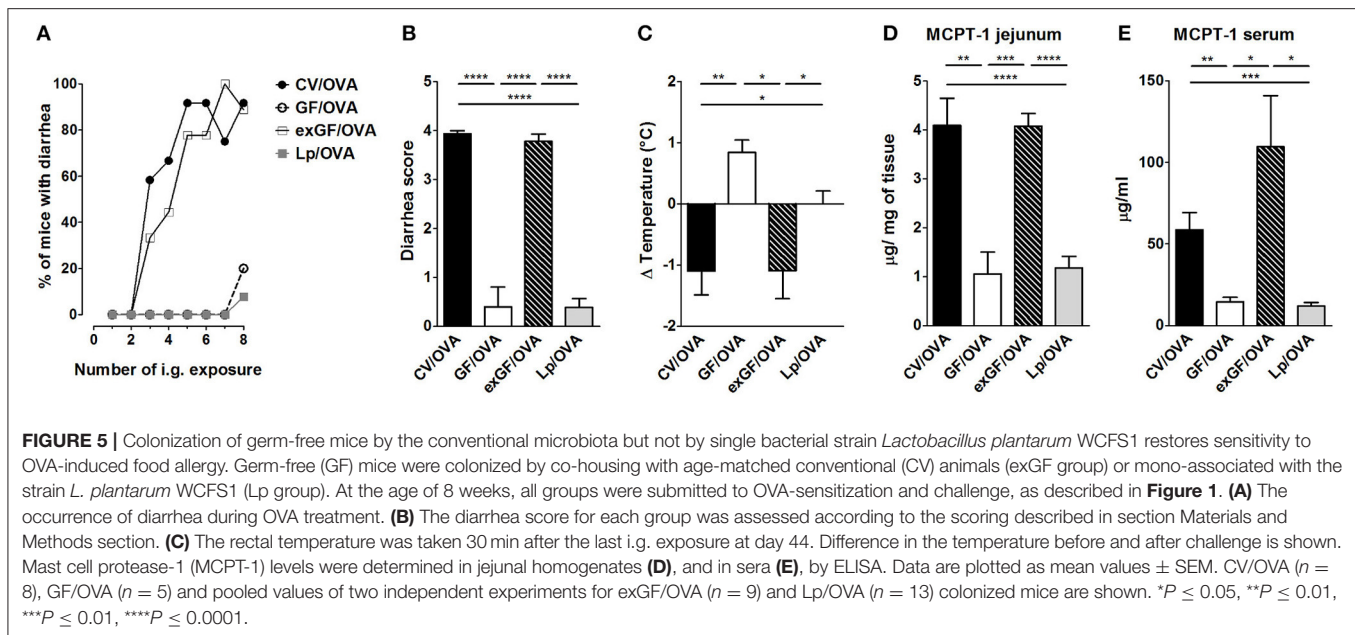 A
% of mice with diarrhea
100
80
60
40
20
0
0 2 4 6 8
Number of i.g. exposure
CV/OVA
GF/OVA
exGF/OVA
Lp/OVA
B
**** **** ****
****
Diarrhea score
5
4
3
2
1
0
CV/OVA
GF/OVA
exGF/OVA
Lp/OVA
C
** * *
*
Δ Temperature (°C)
2
1
0
-1
-2
CV/OVA
GF/OVA
exGF/OVA
Lp/OVA
D
MCPT-1 jejunum
** *** ****
****
µg/ mg of tissue
5
4
3
2
1
0
CV/OVA
GF/OVA
exGF/OVA
Lp/OVA
E
MCPT-1 serum
** * *
***
µg/ml
150
100
50
0
CV/OVA
GF/OVA
exGF/OVA
Lp/OVA
FIGURE 5 | Colonization of germ-free mice by the conventional microbiota but not by single bacterial strain Lactobacillus plantarum WCFS1 restores sensitivity to
OVA-induced food allergy. Germ-free (GF) mice were colonized by co-housing with age-matched conventional (CV) animals (exGF group) or mono-associated with the
strain L. plantarum WCFS1 (Lp group). At the age of 8 weeks, all groups were submitted to OVA-sensitization and challenge, as described in Figure 1. (A) The
occurrence of diarrhea during OVA treatment. (B) The diarrhea score for each group was assessed according to the scoring described in section Materials and
Methods section. (C) The rectal temperature was taken 30 min after the last i.g. exposure at day 44. Difference in the temperature before and after challenge is shown.
Mast cell protease-1 (MCPT-1) levels were determined in jejunal homogenates (D), and in sera (E), by ELISA. Data are plotted as mean values ± SEM. CV/OVA (n =
8), GF/OVA (n = 5) and pooled values of two independent experiments for exGF/OVA (n = 9) and Lp/OVA (n = 13) colonized mice are shown. *P ≤ 0.05, **P ≤ 0.01,
***P ≤ 0.01, ****P ≤ 0.0001.